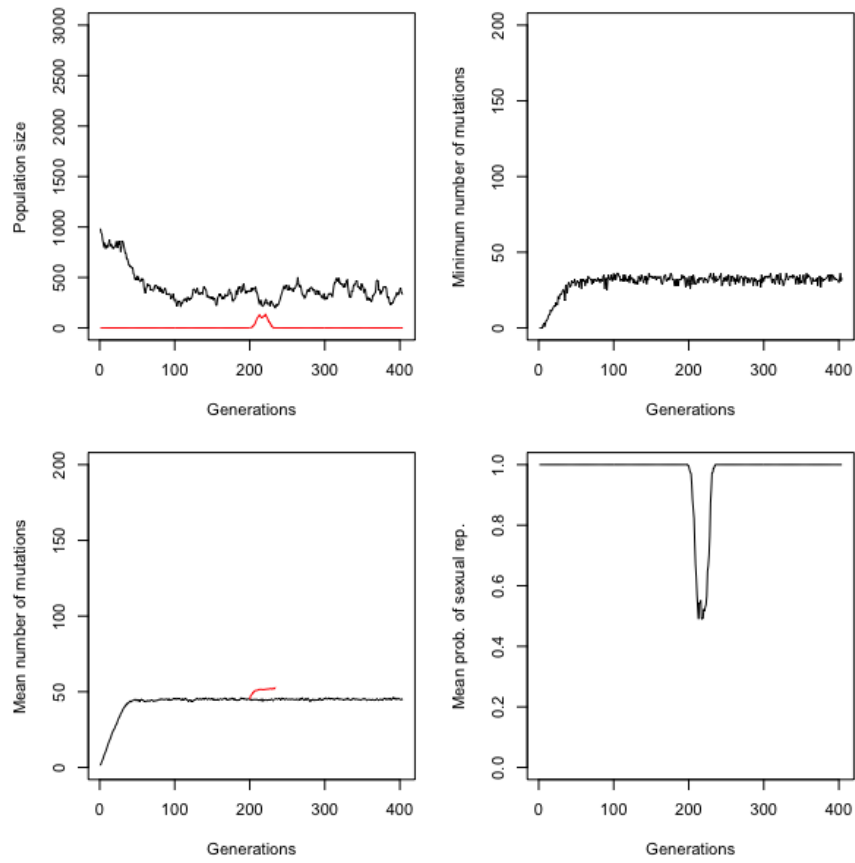 Population size
0 500 1000 1500 2000 2500 3000
0 100 200 300 400
Generations
Minimum number of mutations
0 50 100 150 200
0 100 200 300 400
Generations
Mean number of mutations
0 50 100 150 200
0 100 200 300 400
Generations
Mean prob. of sexual rep.
0.0 0.2 0.4 0.6 0.8 1.0
0 100 200 300 400
Generations